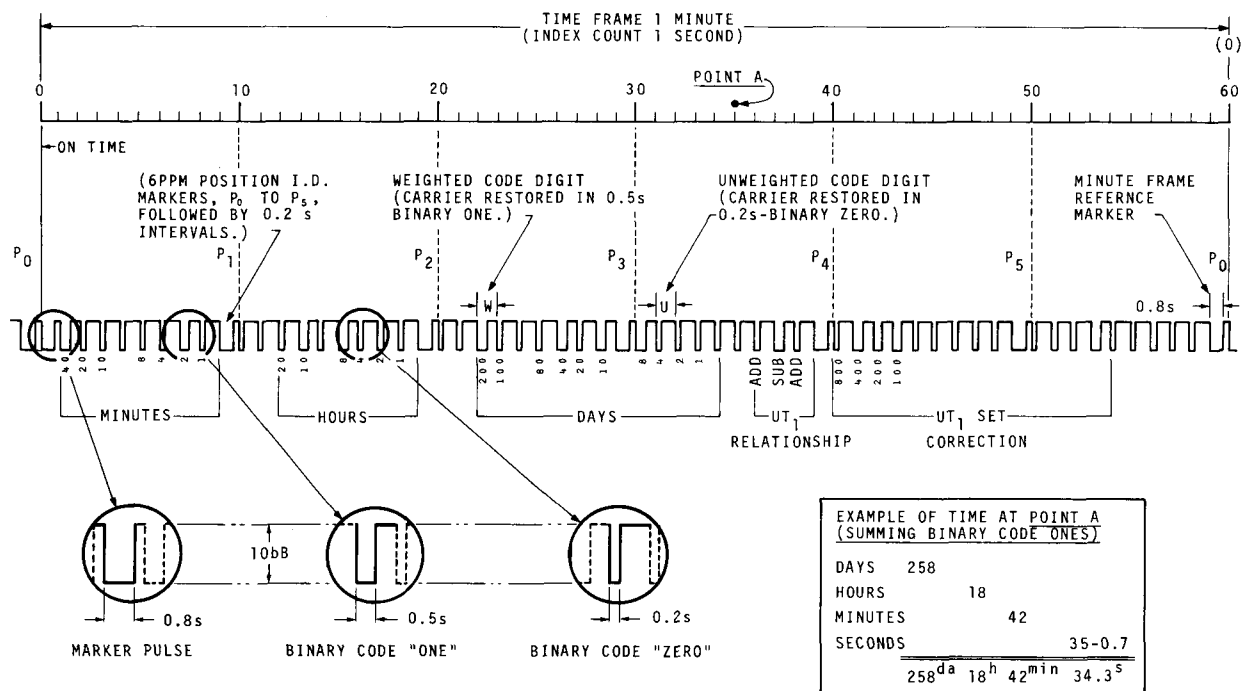 TIME FRAME 1 MINUTE
(INDEX COUNT 1 SECOND)
(0)
POINT A
0 10 20 30 40 50 60
ON TIME
(6PPM POSITION I.D.
MARKERS, P0 TO P5,
FOLLOWED BY 0.2 s
INTERVALS.)
WEIGHTED CODE DIGIT
(CARRIER RESTORED IN 0.5s
BINARY ONE.)
UNWEIGHTED CODE DIGIT
(CARRIER RESTORED IN
0.2s-BINARY ZERO.)
MINUTE FRAME
REFERNCE
MARKER
P0 P1 P2 P3 P4 P5 P0
W U 0.8s
40 20 10 8 4 2 1 20 10 8 4 2 1 200 100 80 40 20 10 8 4 2 1 ADD SUB ADD 800 400 200 100
MINUTES HOURS DAYS UT1 RELATIONSHIP UT1 SET CORRECTION
10bB
0.8s 0.5s 0.2s
MARKER PULSE BINARY CODE "ONE" BINARY CODE "ZERO"
EXAMPLE OF TIME AT POINT A
(SUMMING BINARY CODE ONES)
DAYS 258
HOURS 18
MINUTES 42
SECONDS 35-0.7
258da 18h 42min 34.3s